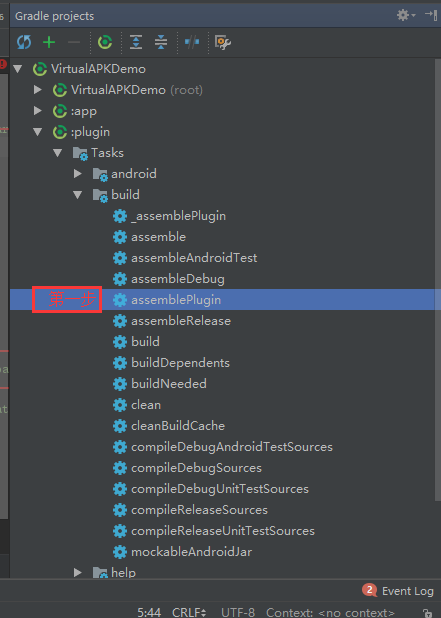 Gradle projects
VirtualAPKDemo
VirtualAPKDemo (root)
:app
:plugin
Tasks
android
build
_assemblePlugin
assemble
assembleAndroidTest
assembleDebug
第一步 assemblePlugin
assembleRelease
build
buildDependents
buildNeeded
clean
cleanBuildCache
compileDebugAndroidTestSources
compileDebugSources
compileDebugUnitTestSources
compileReleaseSources
compileReleaseUnitTestSources
mockableAndroidJar
help
2 Event Log
5:44 CRLF UTF-8 Context: <no context>